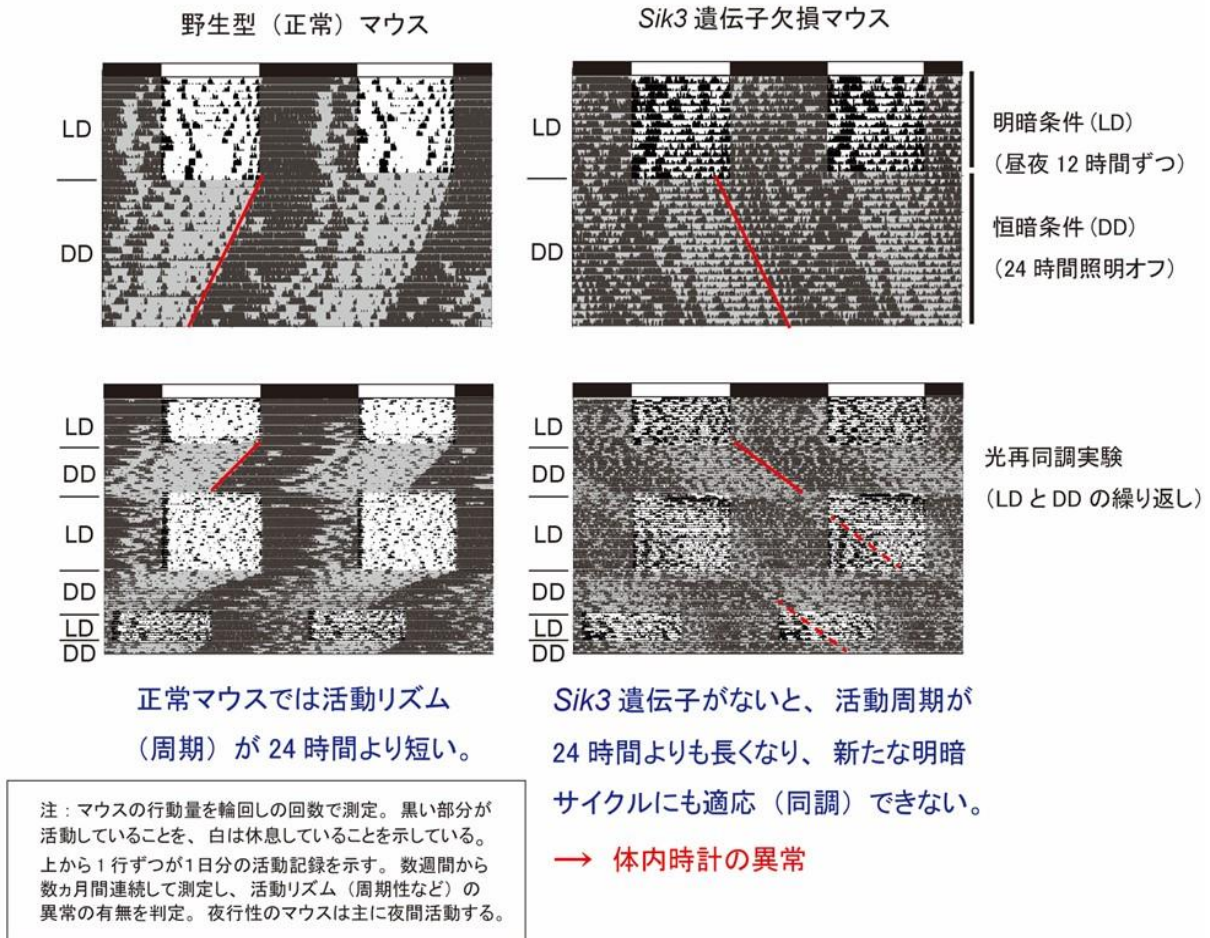 野生型（正常）マウス
Sik3 遺伝子欠損マウス
LD
DD
LD
DD
明暗条件 (LD)
（昼夜 12 時間ずつ）
恒暗条件 (DD)
(24 時間照明オフ)
LD
DD
LD
DD
LD
DD
LD
DD
LD
DD
LD
DD
光再同調実験
(LD と DD の繰り返し)
正常マウスでは活動リズム
（周期）が 24 時間より短い。
Sik3 遺伝子がないと、活動周期が
24 時間よりも長くなり、新たな明暗
サイクルにも適応（同調）できない。
→ 体内時計の異常
注：マウスの行動量を輪回しの回数で測定。黒い部分が
活動していることを、白は休息していることを示している。
上から1行ずつが1日分の活動記録を示す。数週間から
数ヵ月間連続して測定し、活動リズム（周期性など）の
異常の有無を判定。夜行性のマウスは主に夜間活動する。